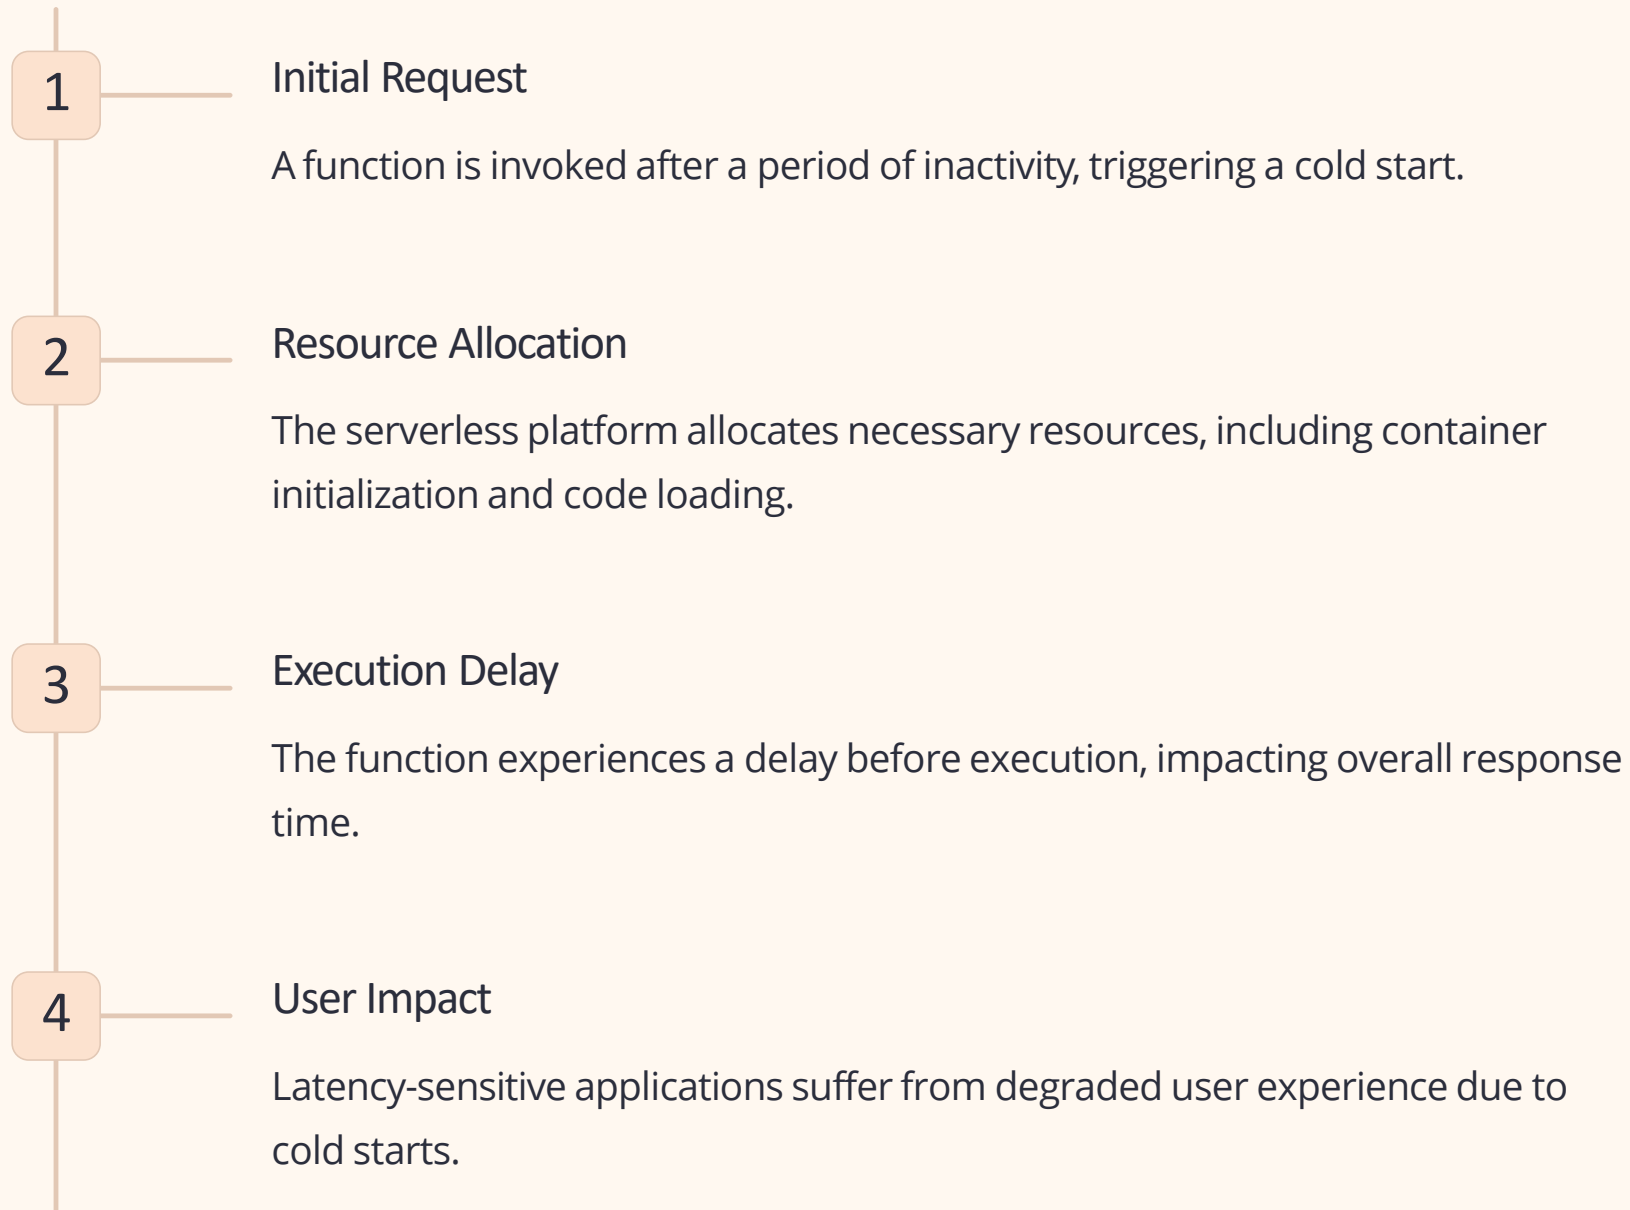 1
Initial Request
A function is invoked after a period of inactivity, triggering a cold start.
2
Resource Allocation
The serverless platform allocates necessary resources, including container
initialization and code loading.
3
Execution Delay
The function experiences a delay before execution, impacting overall response
time.
4
User Impact
Latency-sensitive applications suffer from degraded user experience due to
cold starts.